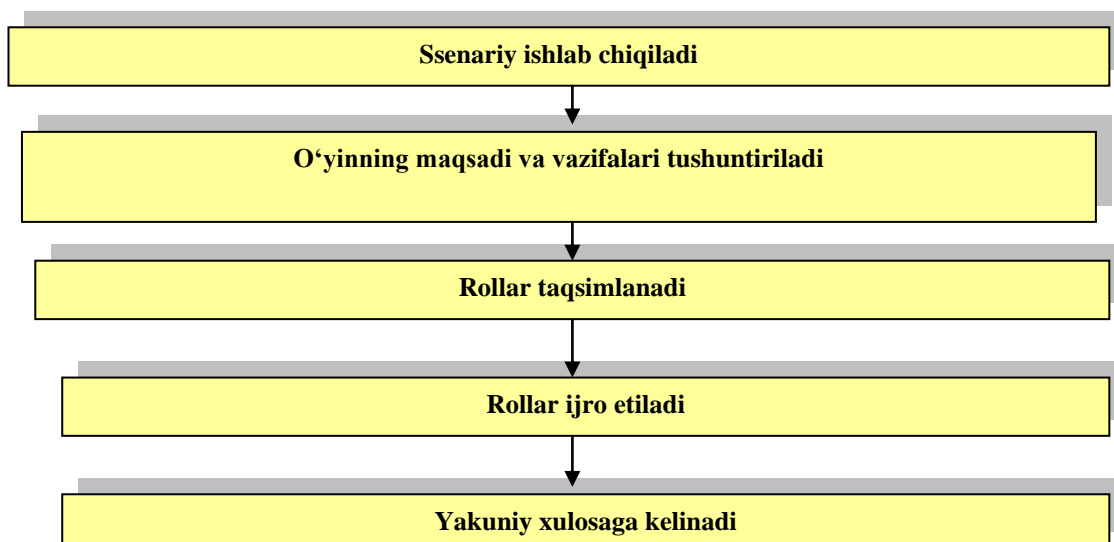 Ssenariy ishlab chiqiladi
O‘yinning maqsadi va vazifalari tushuntiriladi
Rollar taqsimlanadi
Rollar ijro etiladi
Yakuniy xulosaga kelinadi